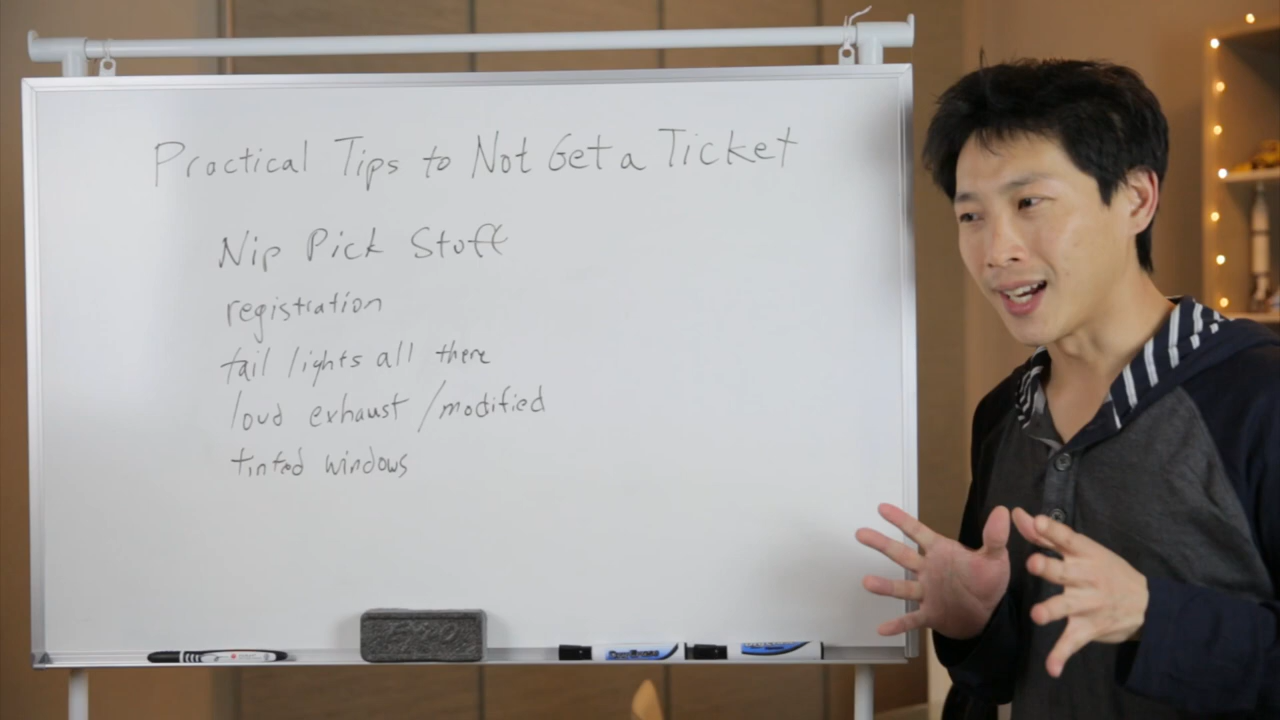 Practical Tips to Not Get a Ticket
Nip Pick Stuff
registration
tail lights all there
loud exhaust / modified
tinted windows
EXPO